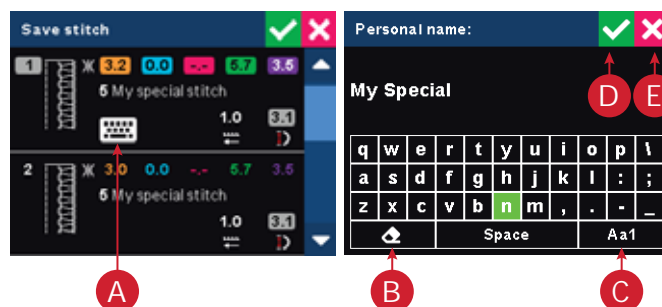 Save stitch
1 3.2 0.0 -.- 5.7 3.5
5 My special stitch
1.0 3.1
2 3.0 0.0 -.- 5.7 3.5
5 My special stitch
1.0 3.1
A
Personal name:
D E
My Special
q w e r t y u i o p \
a s d f g h j k l : ;
z x c v b n m , . - _
Space Aa1
B C